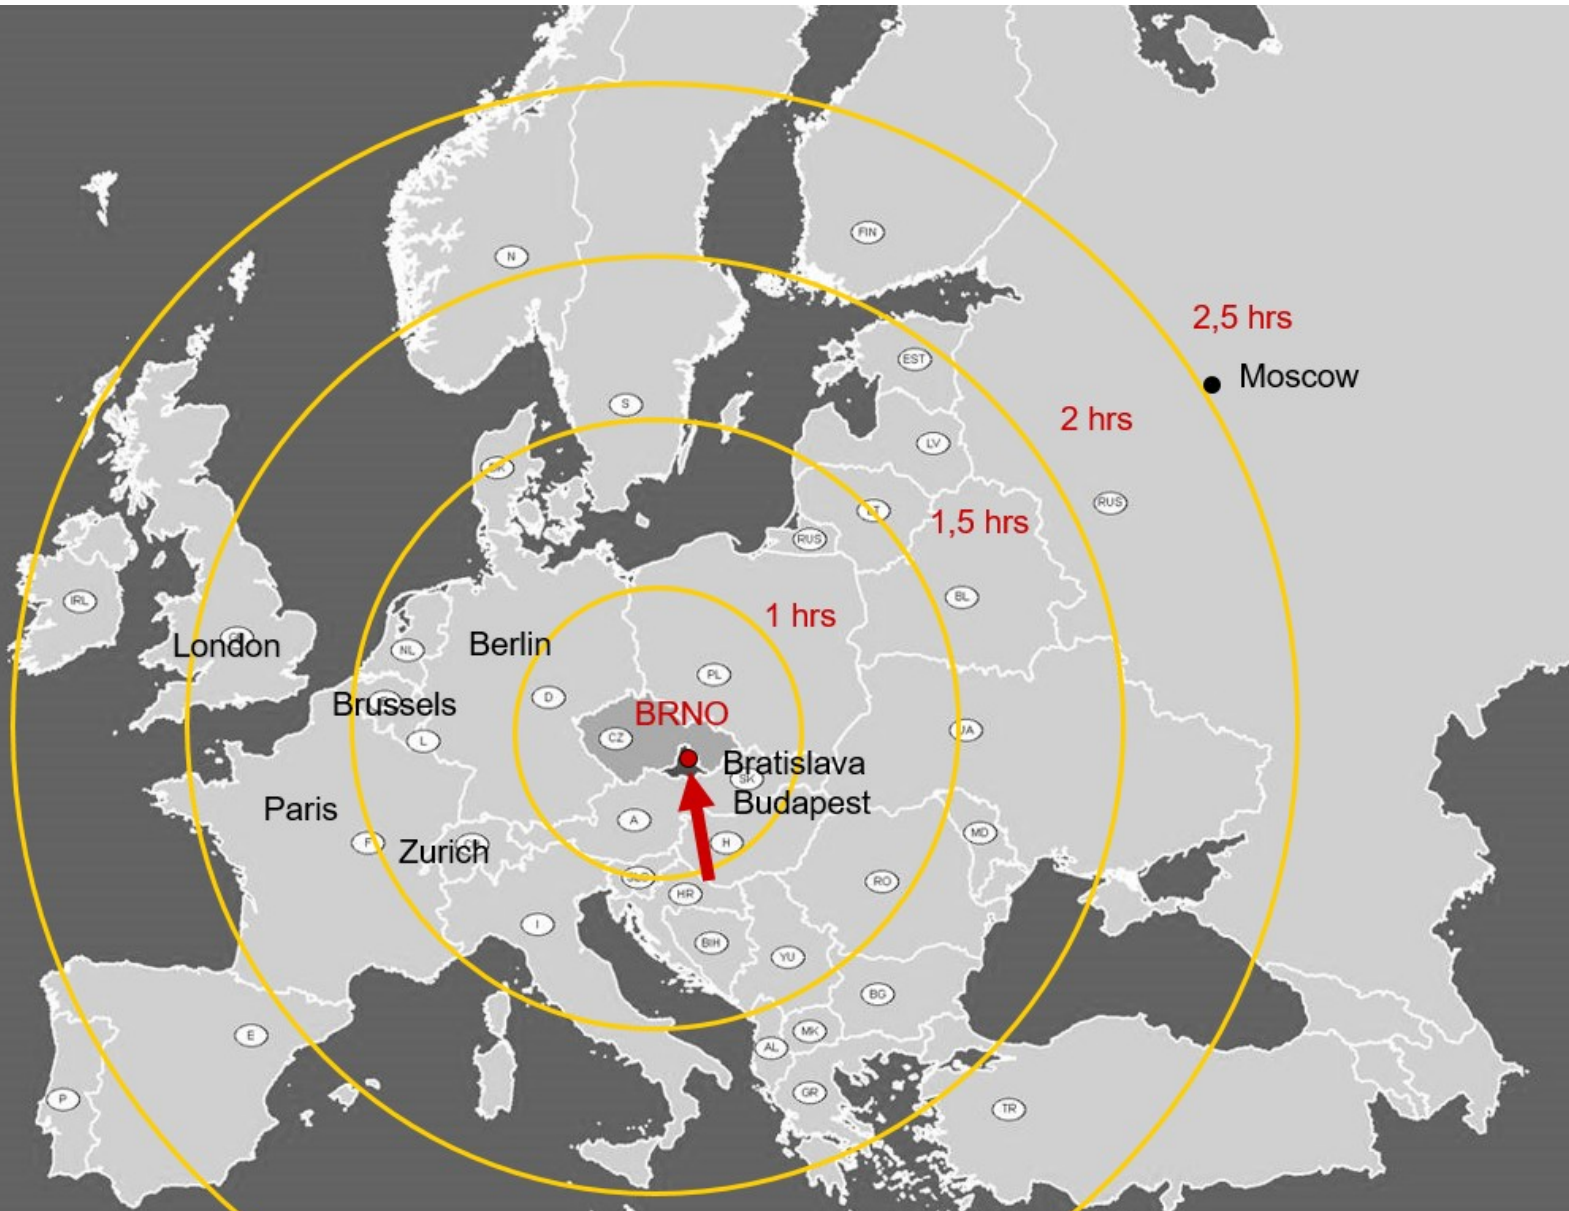 FIN
N
2,5 hrs
EST
Moscow
S
2 hrs
LV
DK
RUS
LT
1,5 hrs
RUS
BL
IRL
1 hrs
London
Berlin
NL
PL
D
Brussels
BRNO
CZ
L
UA
Bratislava
SK
Budapest
Paris
A
MD
F
Zurich
H
SLO
RO
HR
I
BIH
YU
BG
E
MK
AL
GR
P
TR